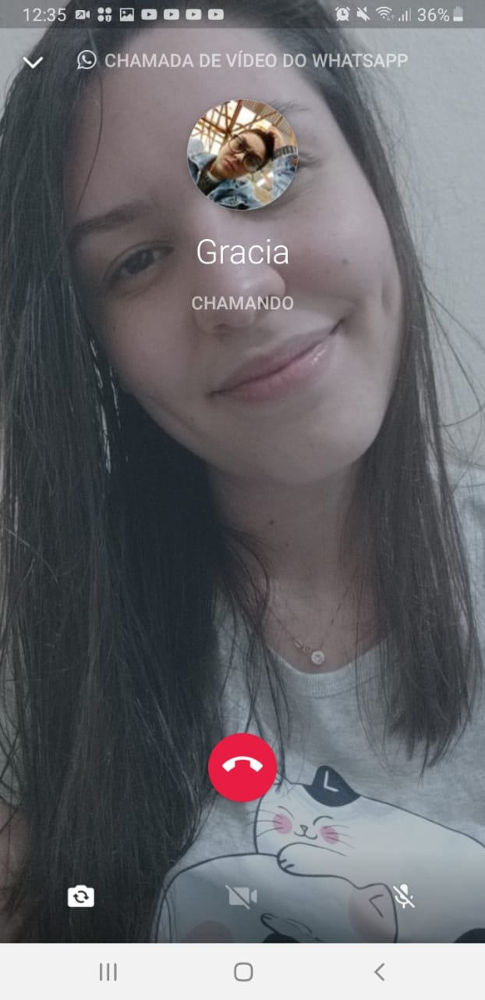 12:35 36%
CHAMADA DE VÍDEO DO WHATSAPP
Gracia
CHAMANDO